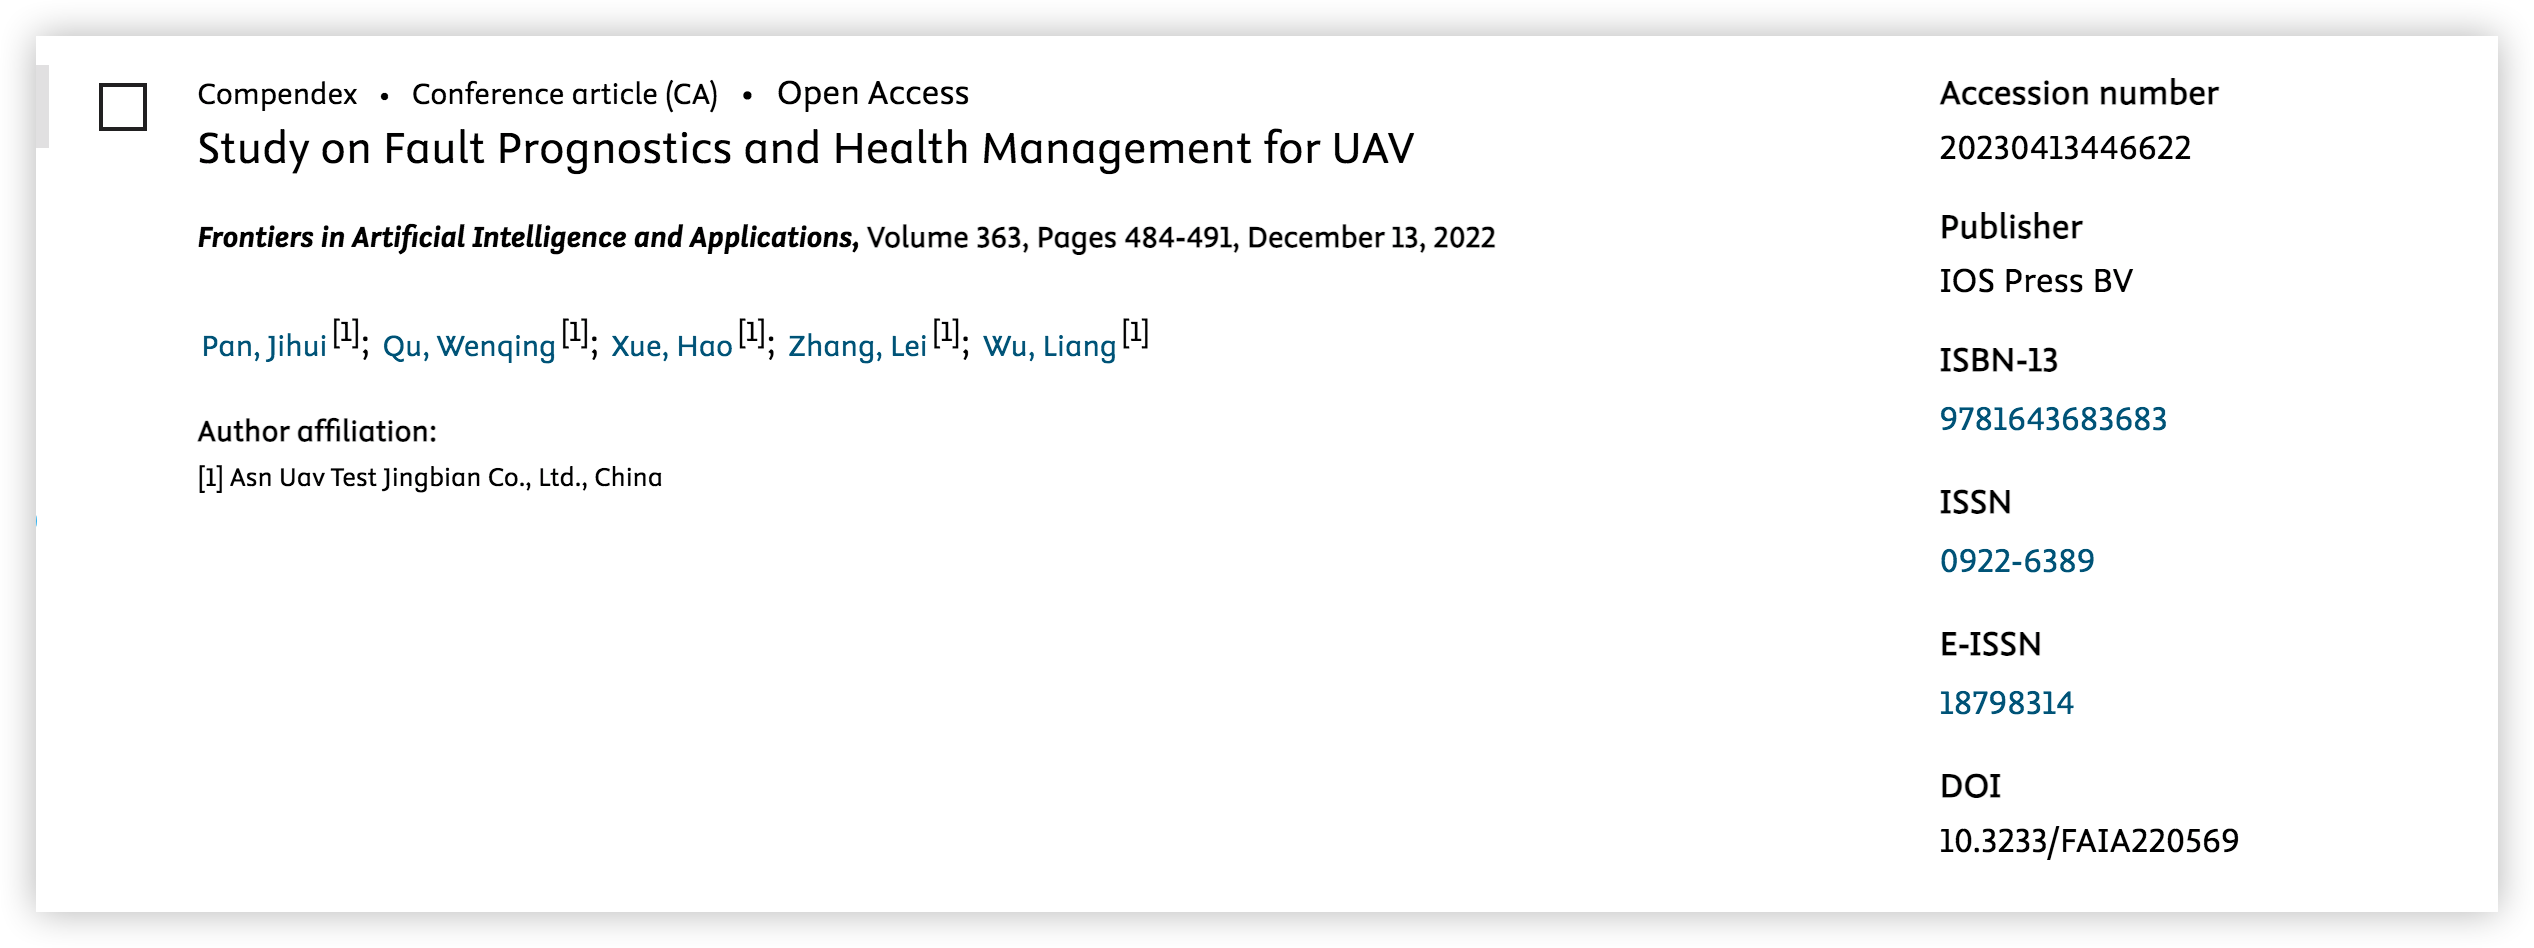 Compendex • Conference article (CA) • Open Access
Study on Fault Prognostics and Health Management for UAV
Frontiers in Artificial Intelligence and Applications, Volume 363, Pages 484-491, December 13, 2022
Pan, Jihui [1]; Qu, Wenqing [1]; Xue, Hao [1]; Zhang, Lei [1]; Wu, Liang [1]
Author affiliation:
[1] Asn Uav Test Jingbian Co., Ltd., China
Accession number
20230413446622
Publisher
IOS Press BV
ISBN-13
9781643683683
ISSN
0922-6389
E-ISSN
18798314
DOI
10.3233/FAIA220569